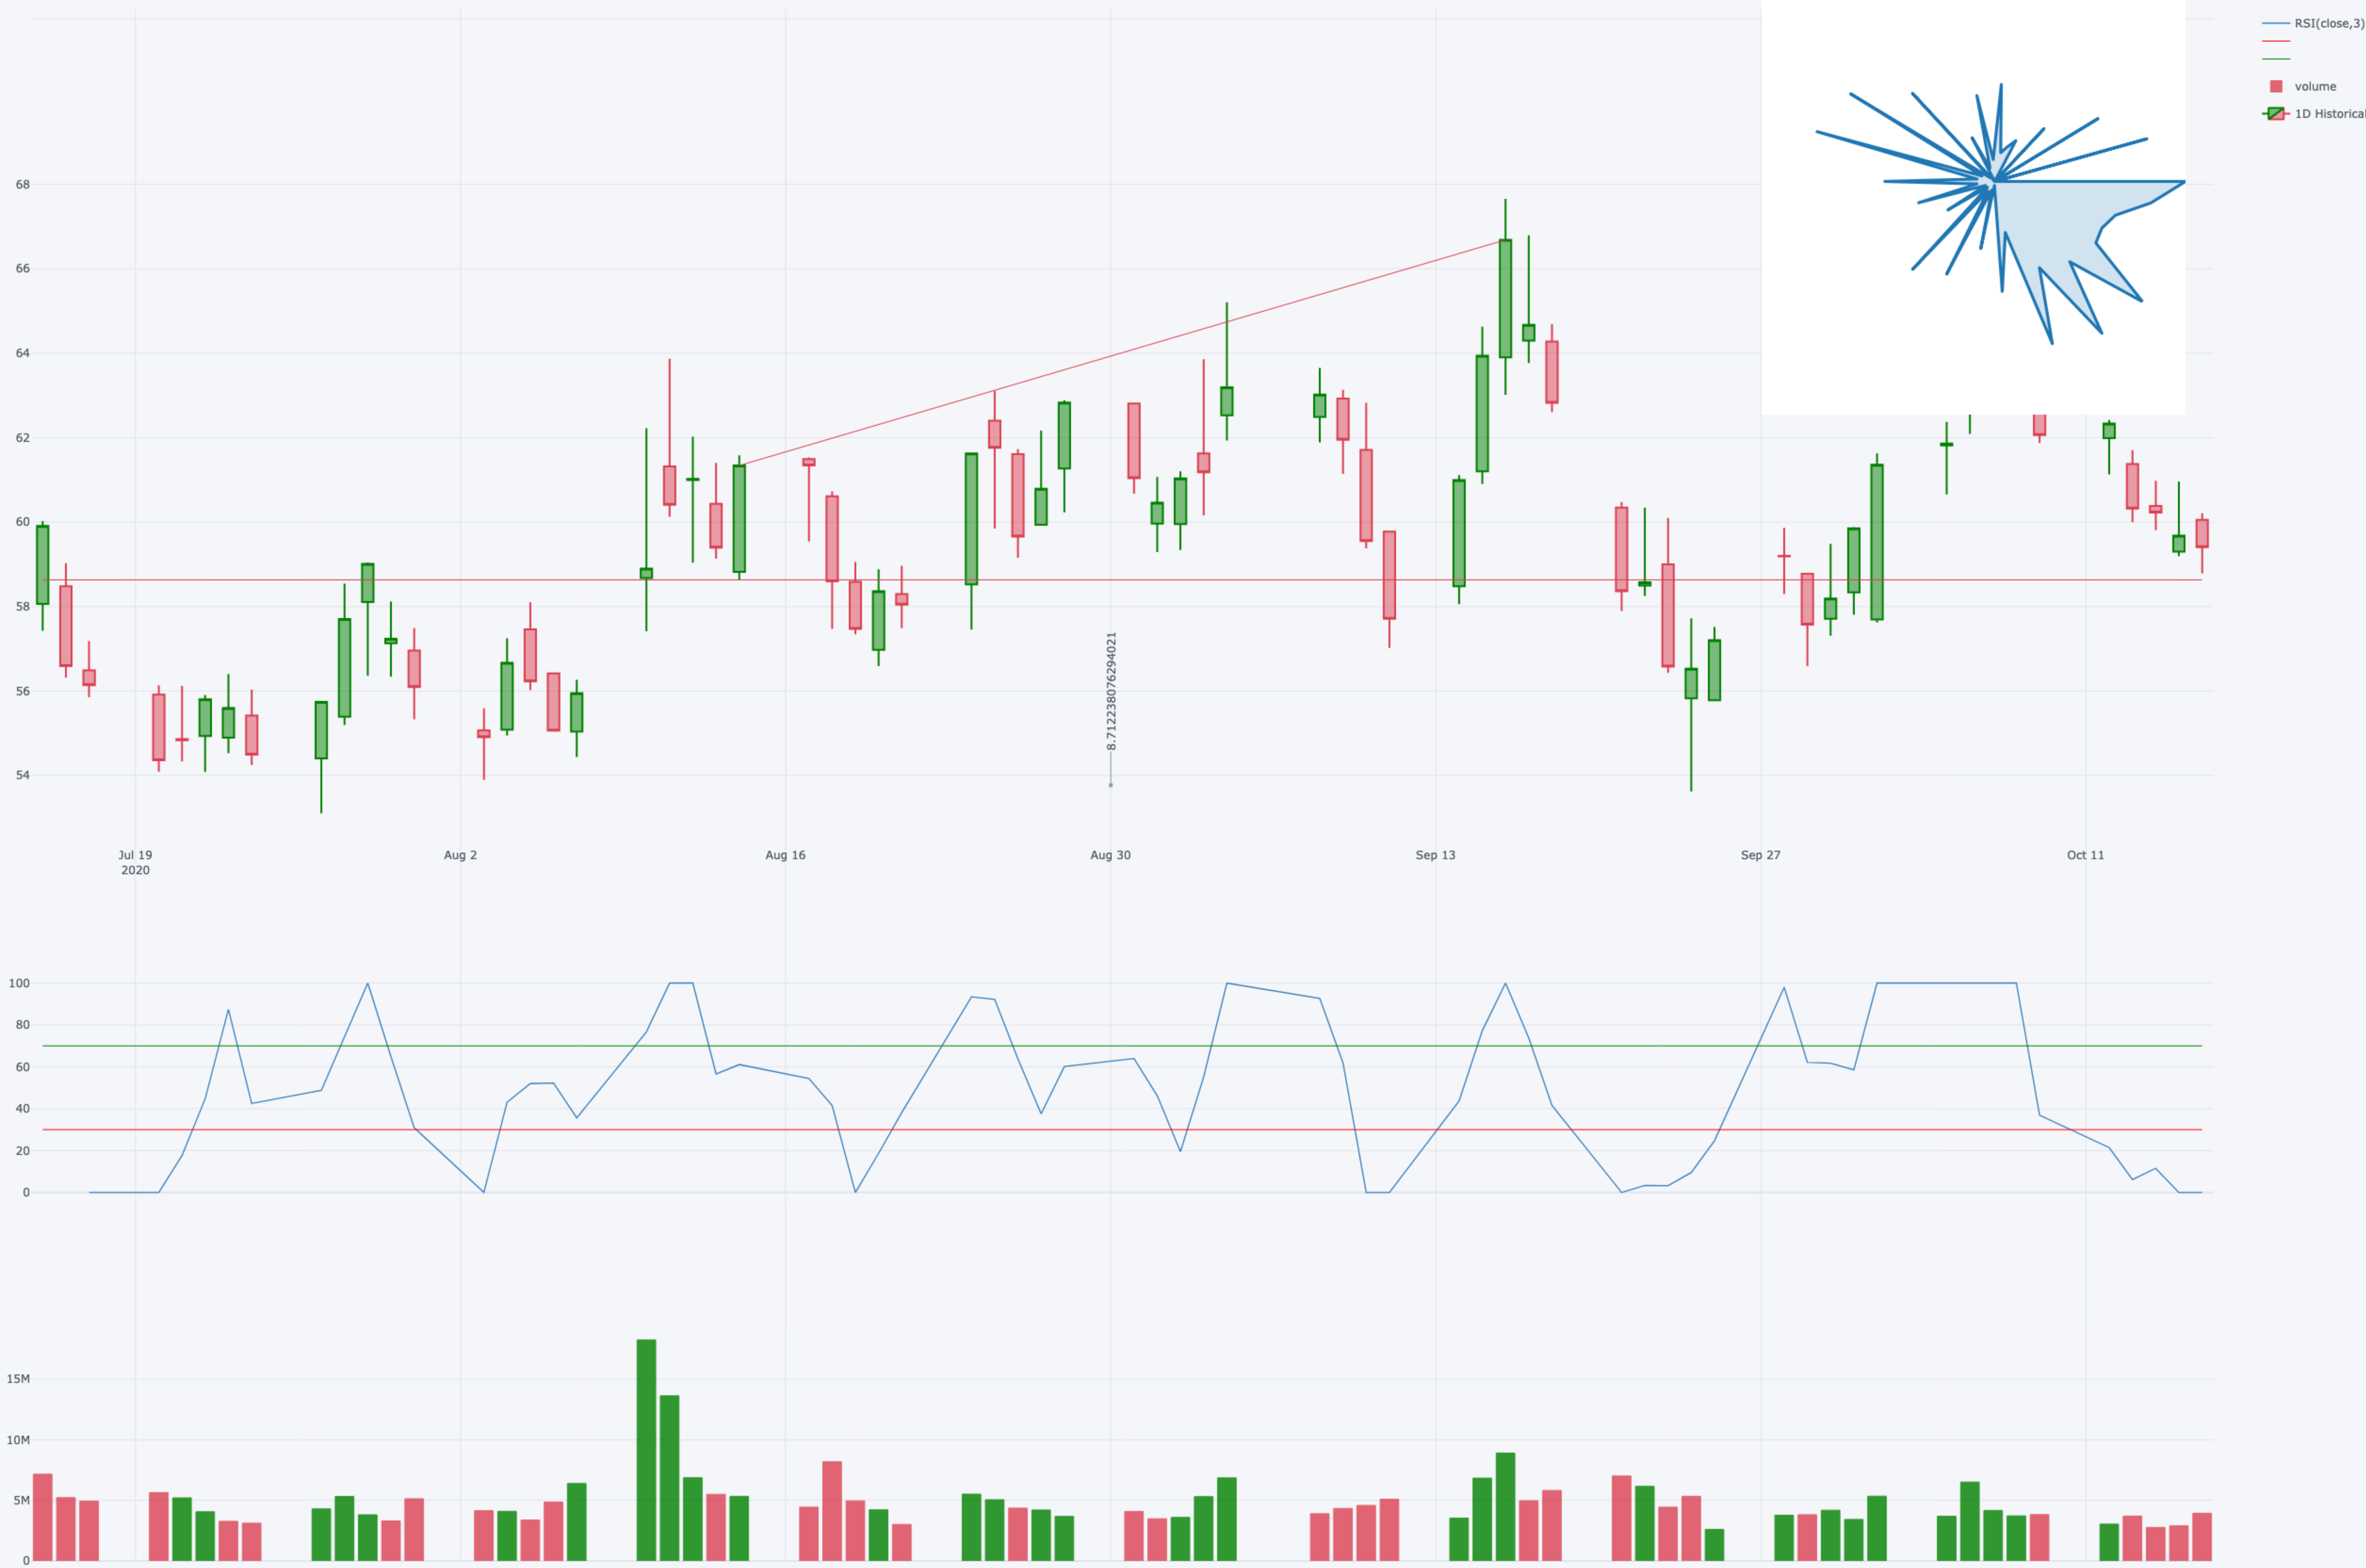 RSI(close,3)
volume
1D Historical
68
66
64
62
60
58
56
54
8.712238076294021
Jul 19
2020
Aug 2
Aug 16
Aug 30
Sep 13
Sep 27
Oct 11
100
80
60
40
20
0
15M
10M
5M
0